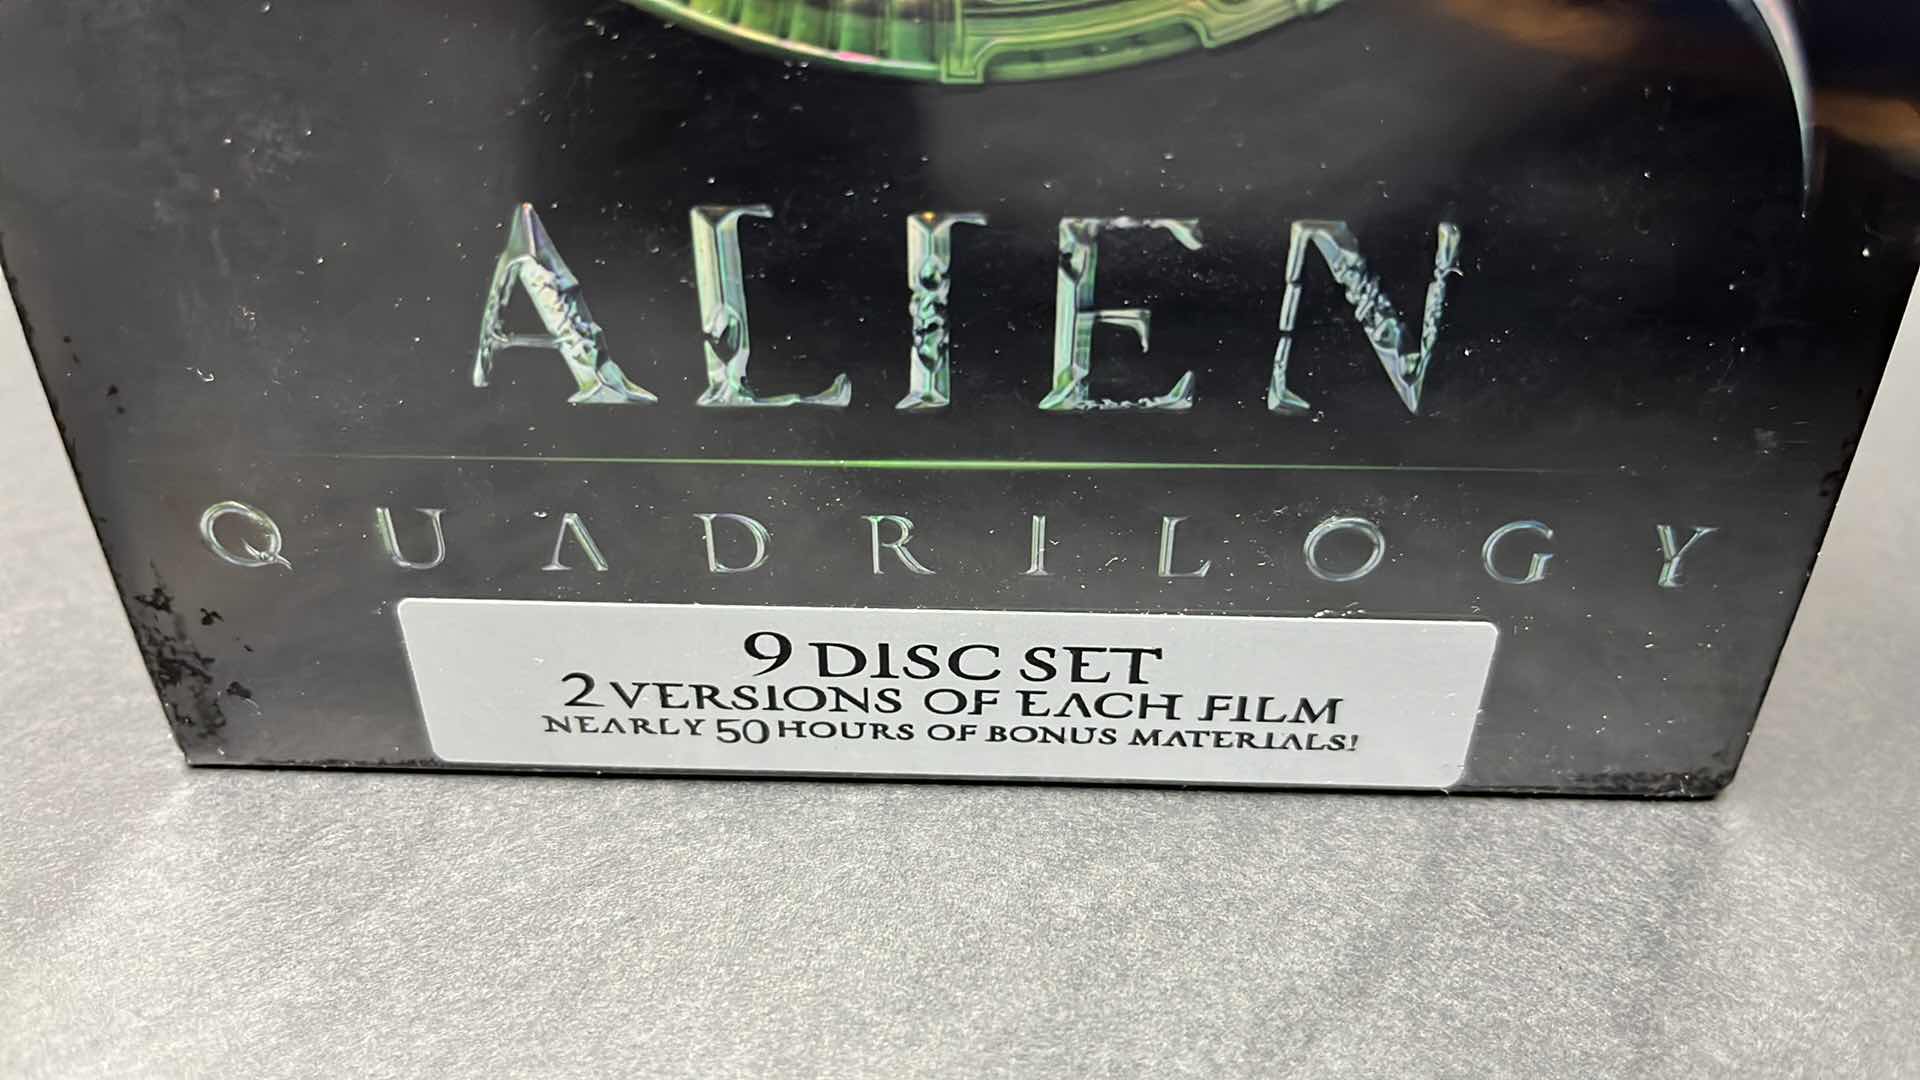 ALIEN
QUADRILOGY
9 DISC SET
2 VERSIONS OF EACH FILM
NEARLY 50 HOURS OF BONUS MATERIALS!